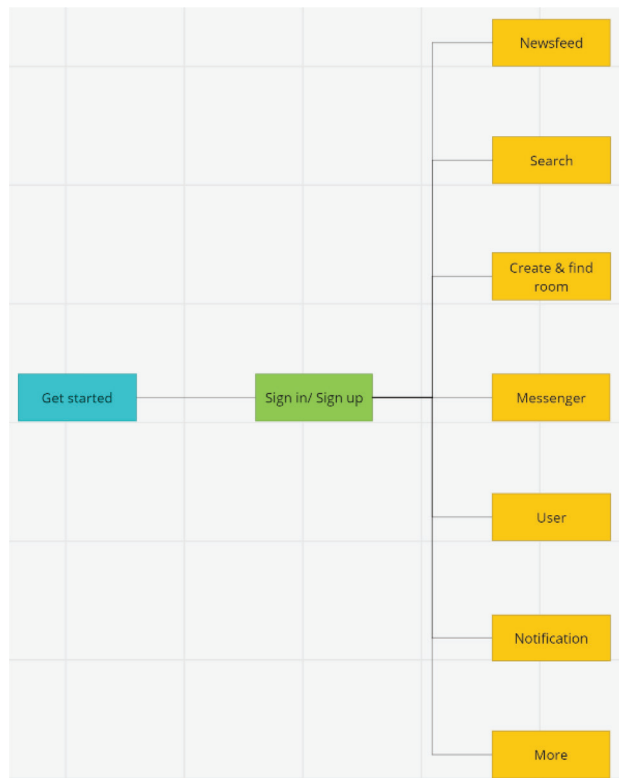 Newsfeed
Search
Create & find
room
Get started
Sign in/ Sign up
Messenger
User
Notification
More